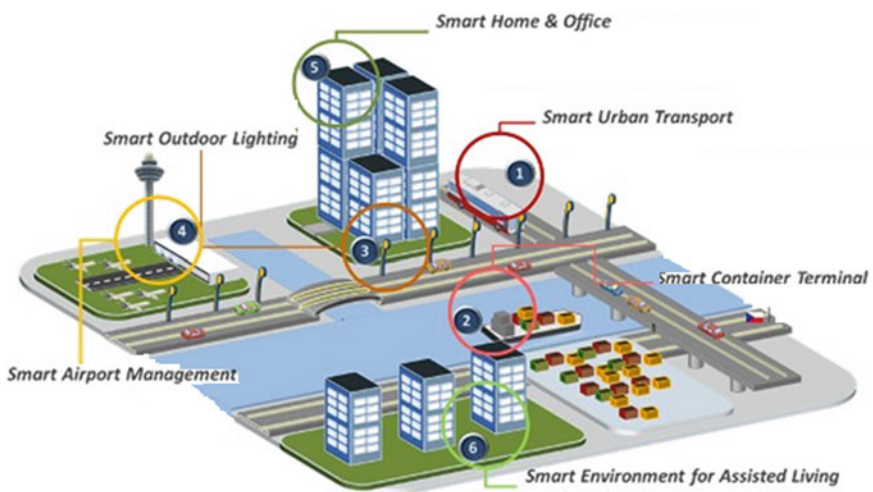 Smart Home & Office
5
Smart Urban Transport
Smart Outdoor Lighting
1
4
3
Smart Container Terminal
2
Smart Airport Management
6
Smart Environment for Assisted Living